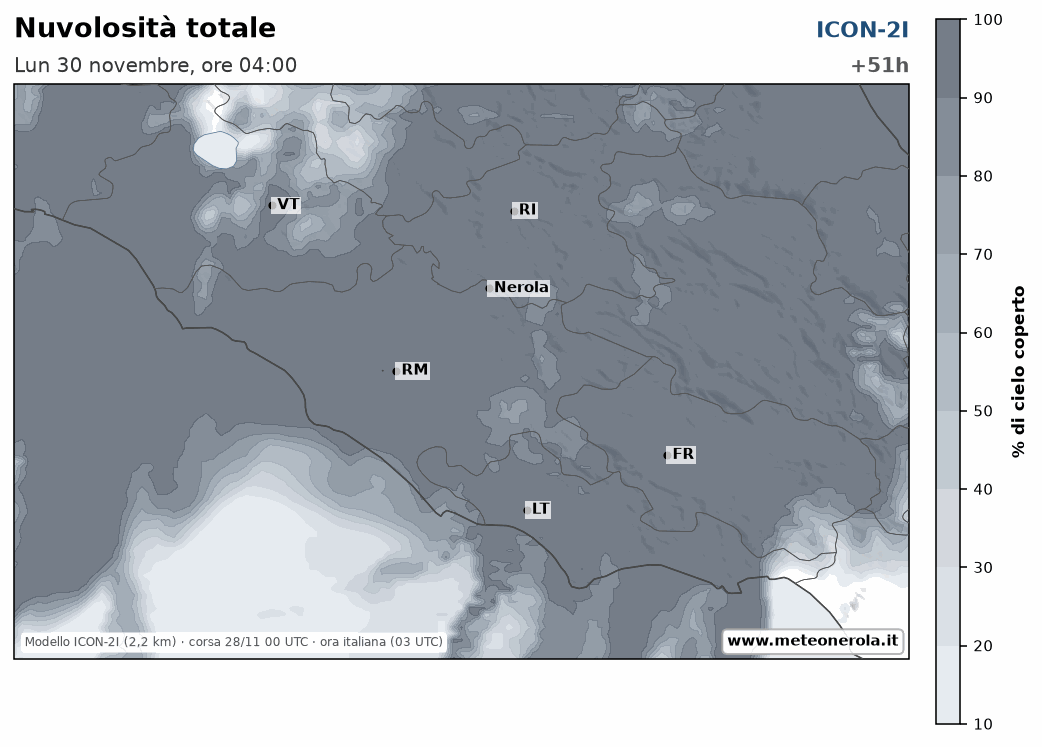 Nuvolosità totale
ICON-2I
Lun 30 novembre, ore 04:00
+51h
100
90
80
70
60
50
40
30
20
10
% di cielo coperto
VT
RI
Nerola
RM
FR
LT
Modello ICON-2I (2,2 km) · corsa 28/11 00 UTC · ora italiana (03 UTC)
www.meteonerola.it